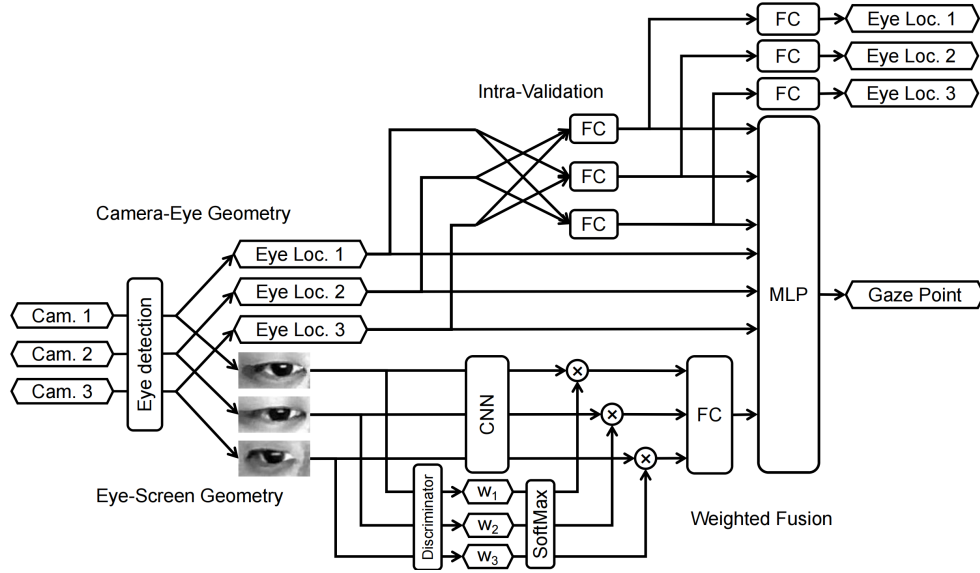 FC
Eye Loc. 1
FC
Eye Loc. 2
FC
Eye Loc. 3
Intra-Validation
FC
FC
FC
Camera-Eye Geometry
Eye Loc. 1
Eye Loc. 2
Eye Loc. 3
Cam. 1
Cam. 2
Cam. 3
Eye detection
MLP
Gaze Point
CNN
FC
Eye-Screen Geometry
Discriminator
w1
w2
w3
SoftMax
Weighted Fusion